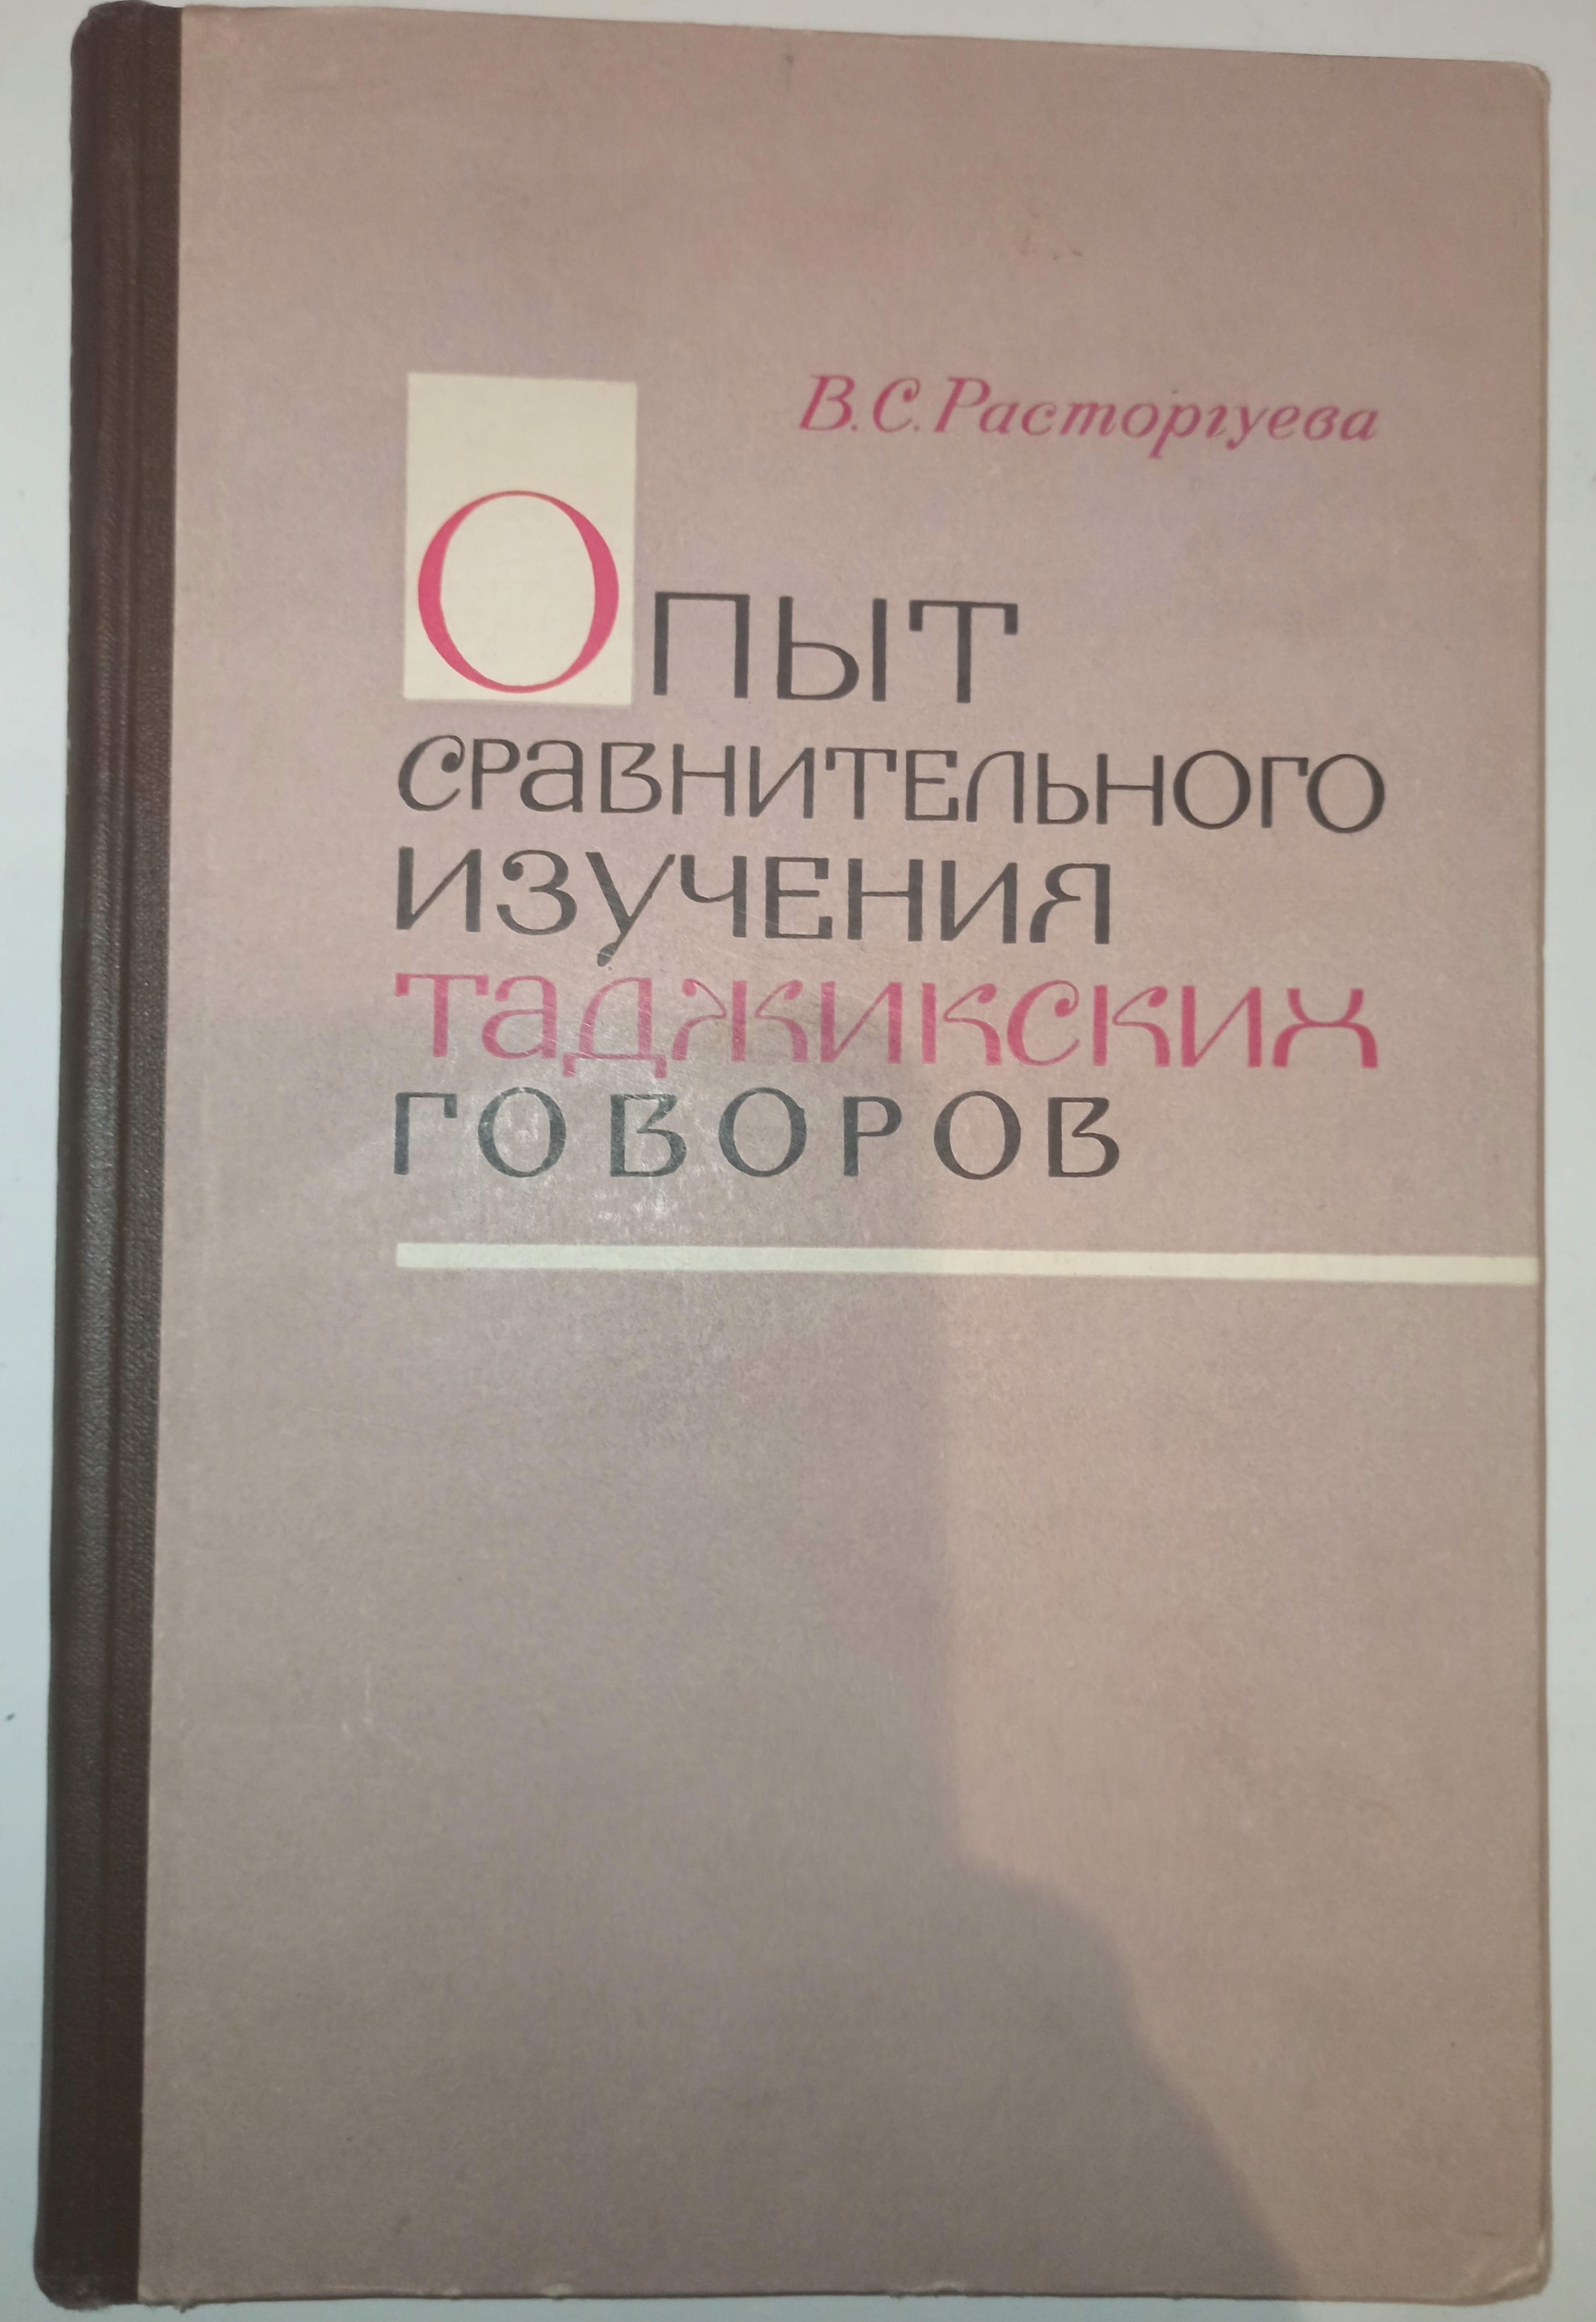 В.С.Расторгуева
Опыт
сравнительного
изучения
таджикских
говоров